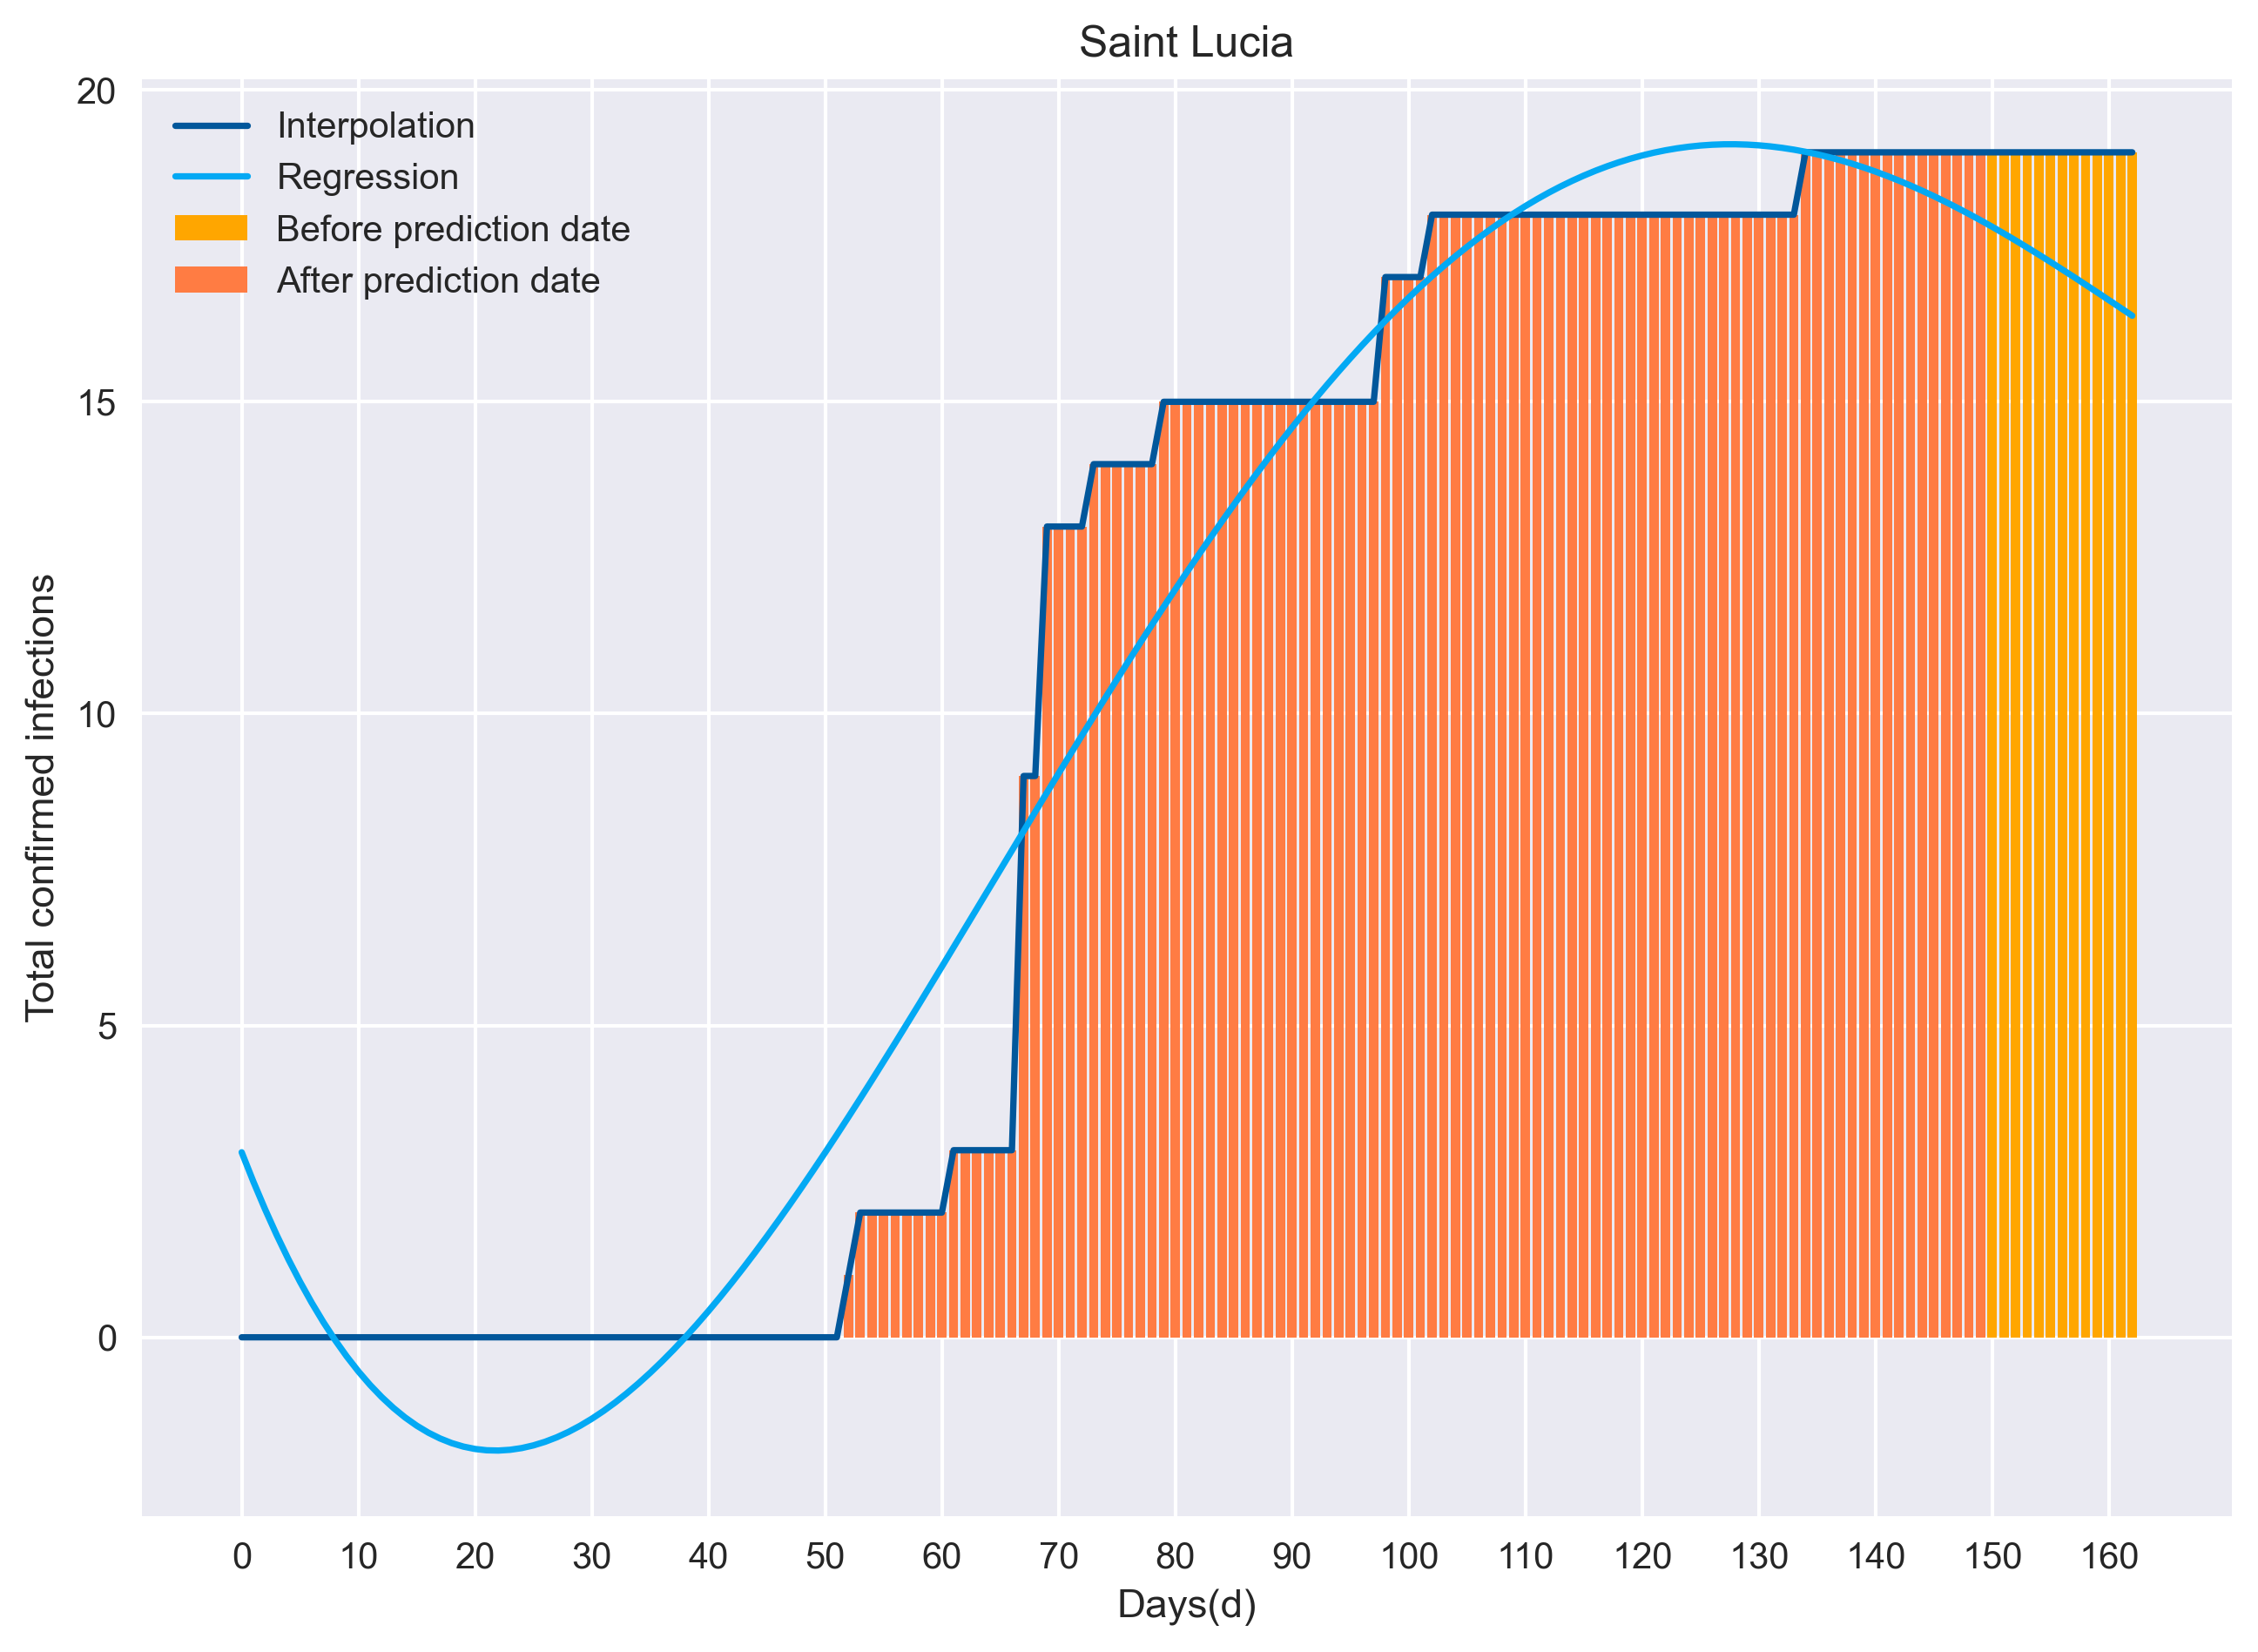 Saint Lucia
Interpolation
Regression
Before prediction date
After prediction date
Total confirmed infections
20
15
10
5
0
0 10 20 30 40 50 60 70 80 90 100 110 120 130 140 150 160
Days(d)